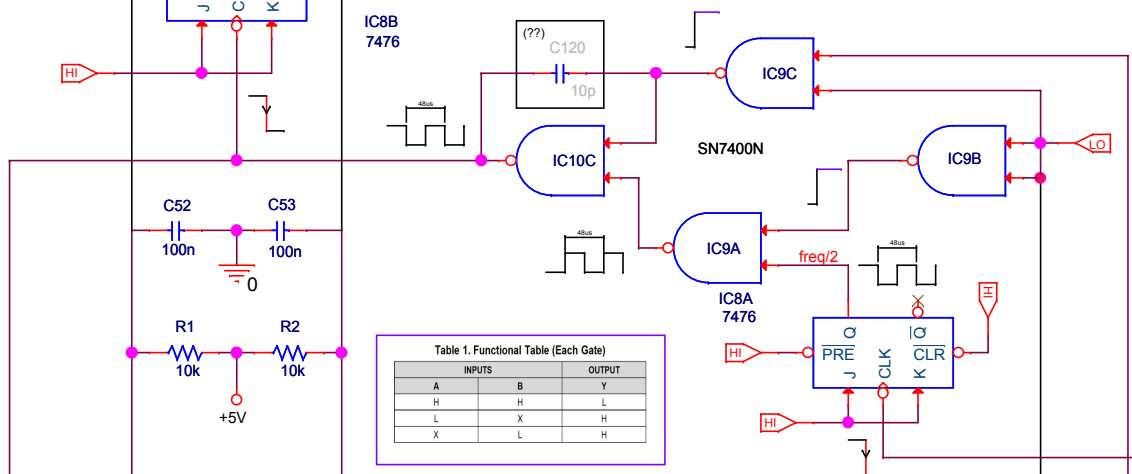 J
C
K
HI
IC8B
7476
(??)
C120
10p
IC9C
48us
IC10C
SN7400N
IC9B
LO
C52
100n
C53
100n
0
48us
IC9A
freq/2
48us
IC8A
7476
HI
R1
10k
R2
10k
+5V
Q
Q
HI
PRE
CLR
J
CLK
K
HI
Table 1. Functional Table (Each Gate)
INPUTS OUTPUT
A B Y
H H L
L X H
X L H